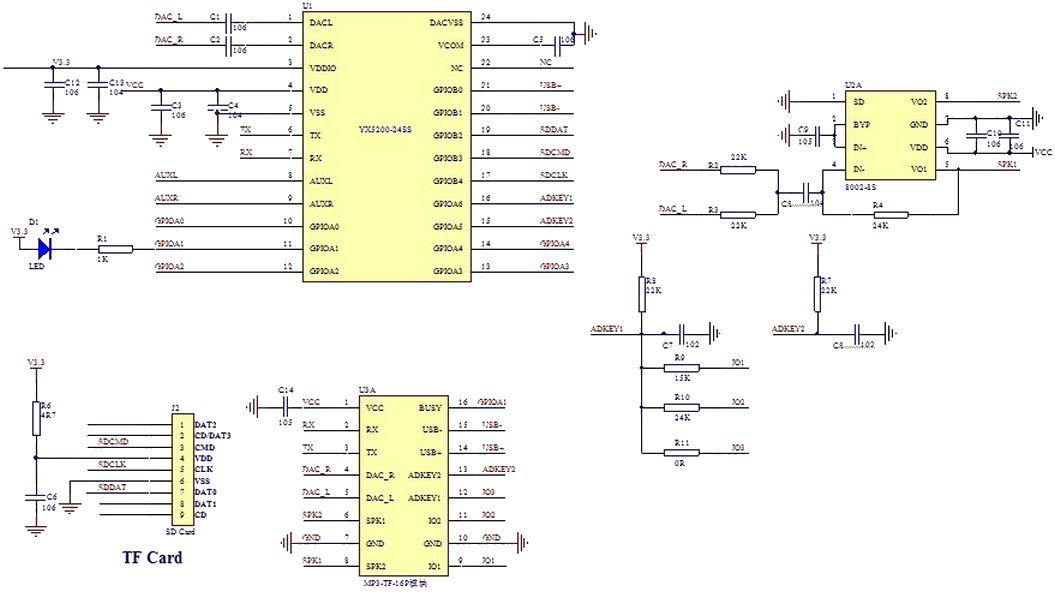 U1
DAC_L C1 106 1 DACL DACVSS 24
DAC_R C2 106 2 DACR VCOM 23 C5 106
V3.3 3 VDDIO NC 22 NC
C12 106 C13 104 VCC 4 VDD GPIOB0 21 USB+
C3 106 C4 104 5 VSS GPIOB1 20 USB-
TX 6 TX YX5200-24SS GPIOB2 19 SDDAT
RX 7 RX GPIOB3 18 SDCMD
AUXL 8 AUXL GPIOB4 17 SDCLK
AUXR 9 AUXR GPIOA6 16 ADKEY1
GPIOA0 10 GPIOA0 GPIOA5 15 ADKEY2
V3.3 D1 LED R1 1K GPIOA1 11 GPIOA1 GPIOA4 14 GPIOA4
GPIOA2 12 GPIOA2 GPIOA3 13 GPIOA3
U2A
1 SD VO2 8 SPK2
C9 105 2 BYP GND 7 C10 106 C11 106
3 IN+ VDD 6 VCC
DAC_R R2 22K C8 104 4 IN- VO1 5 SPK1
8002-8S
DAC_L R3 22K R4 24K
V3.3 V3.3
R8 22K R7 22K
ADKEY1 C7 102 ADKEY2 C8 102
R9 15K IO1
R10 24K IO2
R11 0R IO3
V3.3
R6 4R7
J2
1 DAT2
2 CD/DAT3
SDCMD 3 CMD
4 VDD
SDCLK 5 CLK
6 VSS
SDDAT 7 DAT0
8 DAT1
9 CD
C6 106
SD Card
TF Card
U3A
C14 105 VCC 1 VCC BUSY 16 GPIOA1
RX 2 RX USB- 15 USB-
TX 3 TX USB+ 14 USB+
DAC_R 4 DAC_R ADKEY2 13 ADKEY2
DAC_L 5 DAC_L ADKEY1 12 IO3
SPK2 6 SPK1 IO2 11 IO2
GND 7 GND GND 10 GND
SPK1 8 SPK2 IO1 9 IO1
MP3-TF-16P模块